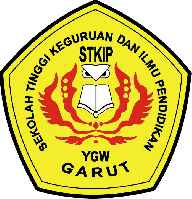 SEKOLAH TINGGI KEGURUAN DAN ILMU PENDIDIKAN
STKIP
YGW
GARUT